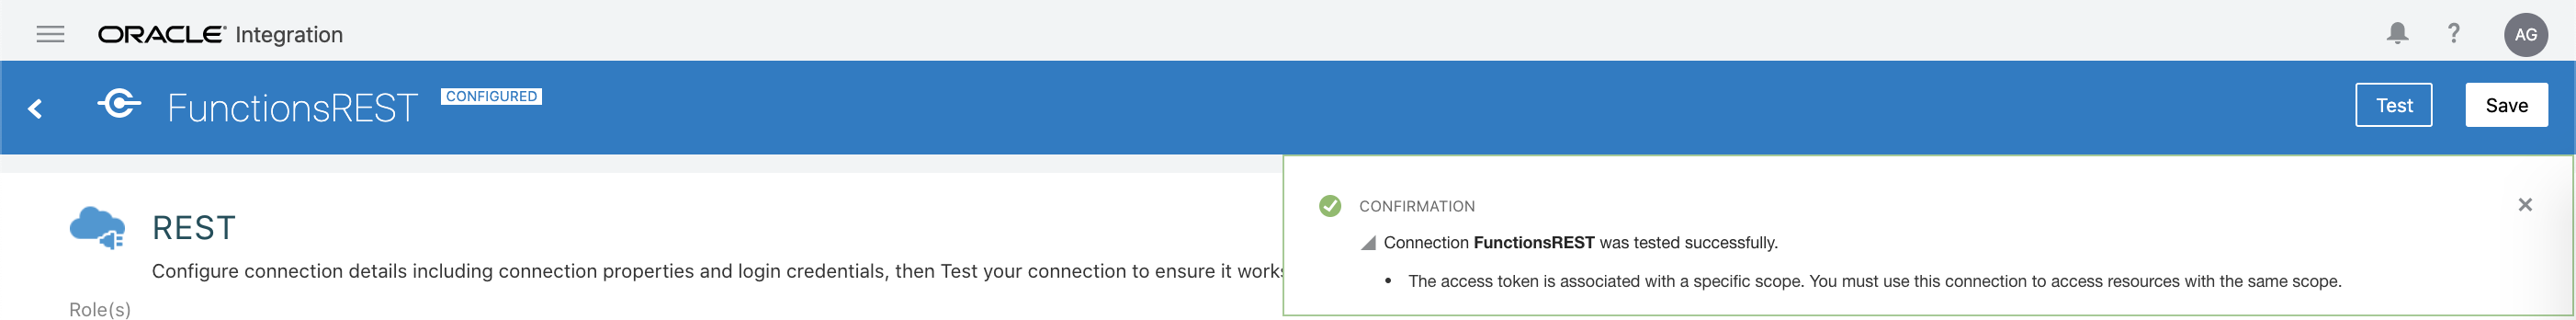 ORACLE Integration
? AG
FunctionsREST CONFIGURED
Test Save
CONFIRMATION
Connection FunctionsREST was tested successfully.
• The access token is associated with a specific scope. You must use this connection to access resources with the same scope.
REST
Configure connection details including connection properties and login credentials, then Test your connection to ensure it works
Role(s)